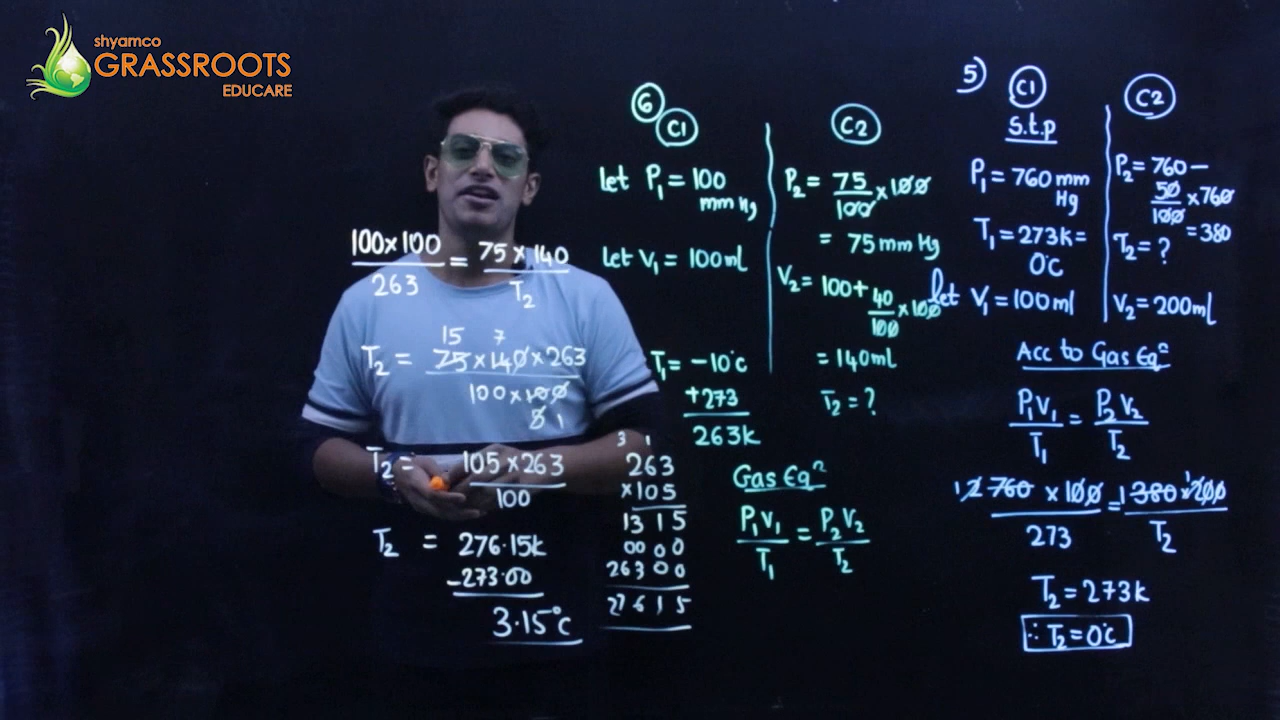 shyamco
GRASSROOTS
EDUCARE
6
C1
let P₁ = 100
mm Hg
let V₁ = 100ml
T₁ = -10°c
+273
263k
C2
P₂ = 75/100 × 100
= 75 mm Hg
V₂ = 100 + 40/100 × 100
= 140ml
T₂ = ?
Gas Eqⁿ
P₁V₁/T₁ = P₂V₂/T₂
100×100/263 = 75×140/T₂
15 7
T₂ = 75×140×263
100×100
5 1
T₂ = 105×263/100
T₂ = 276.15k
-273.00
3.15°c
3 1
263
×105
1315
0000
26300
27615
5)
C1
S.t.p
P₁ = 760 mm
Hg
T₁ = 273k =
0°c
let V₁ = 100ml
C2
P₂ = 760 -
50/100 × 760
= 380
T₂ = ?
V₂ = 200ml
Acc to Gas Eqⁿ
P₁V₁/T₁ = P₂V₂/T₂
1 2 760 × 100/273 = 1 380 × 1 200/T₂
T₂ = 273k
∴ T₂ = 0°c